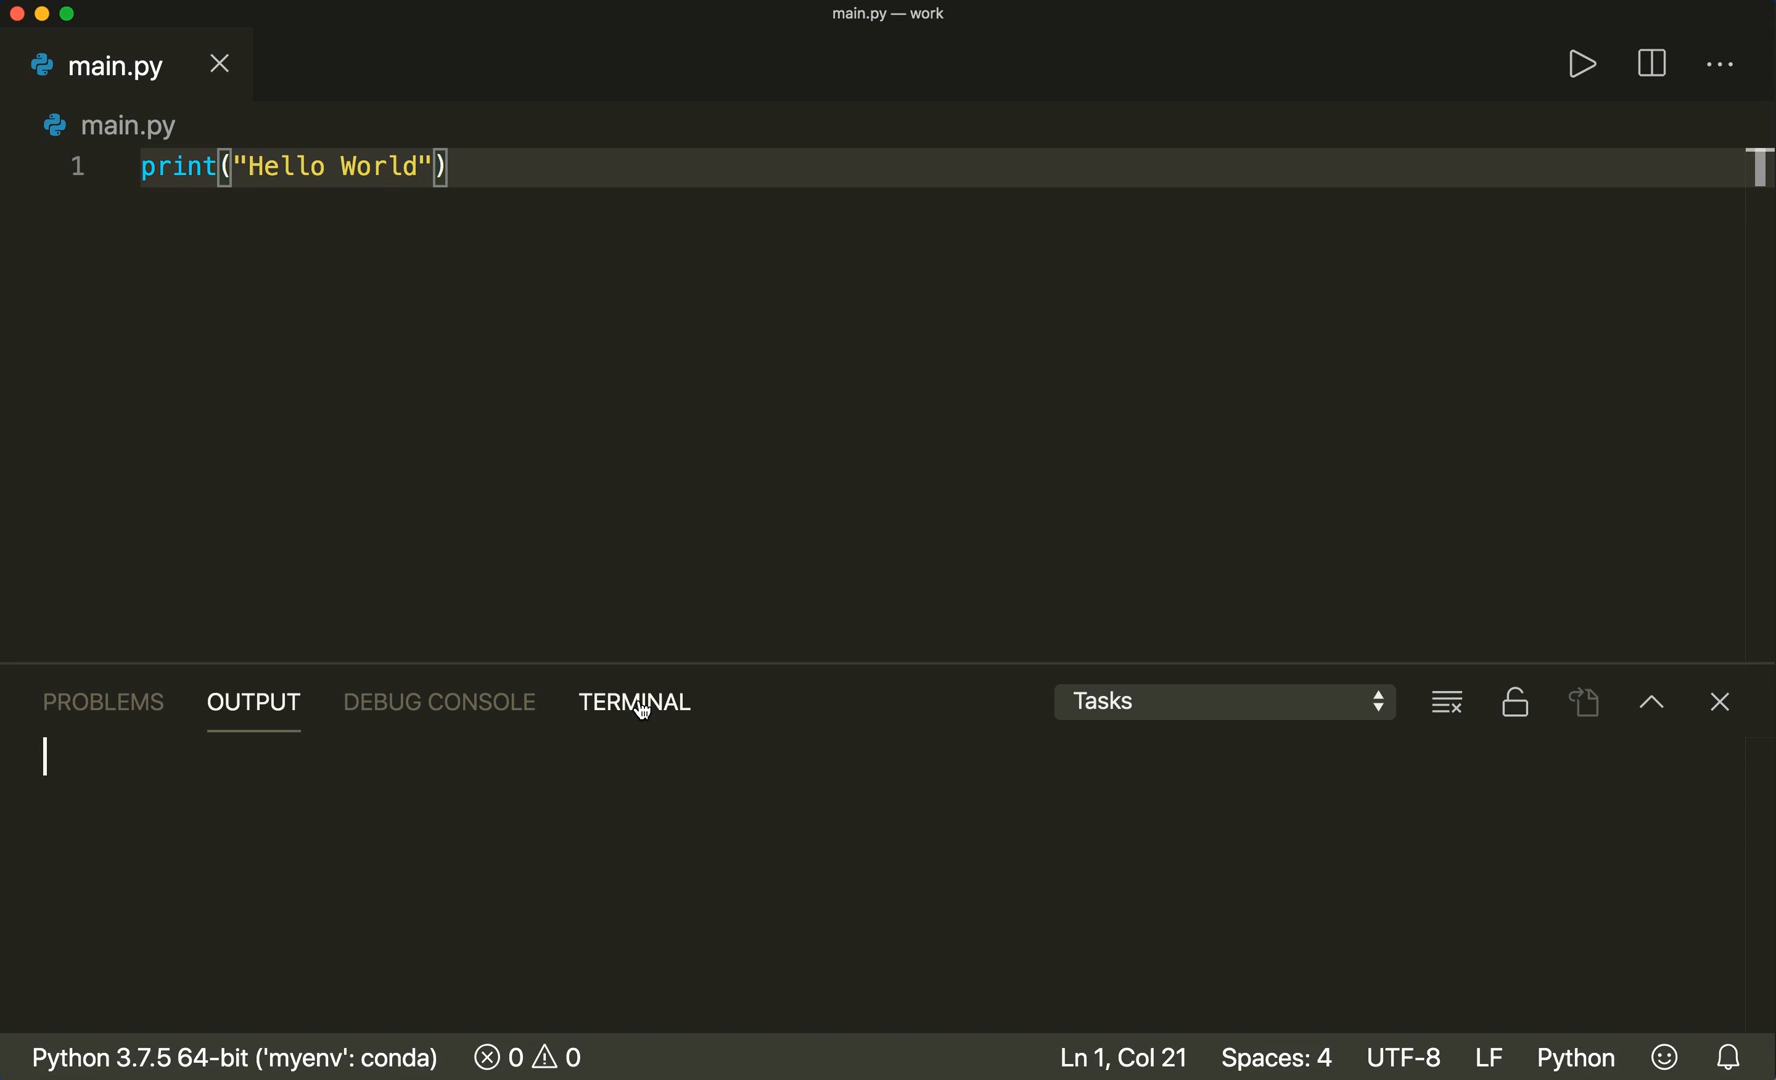 main.py — work
main.py
main.py
1 print("Hello World")
PROBLEMS OUTPUT DEBUG CONSOLE TERMINAL Tasks
Python 3.7.5 64-bit ('myenv': conda) 0 0 Ln 1, Col 21 Spaces: 4 UTF-8 LF Python